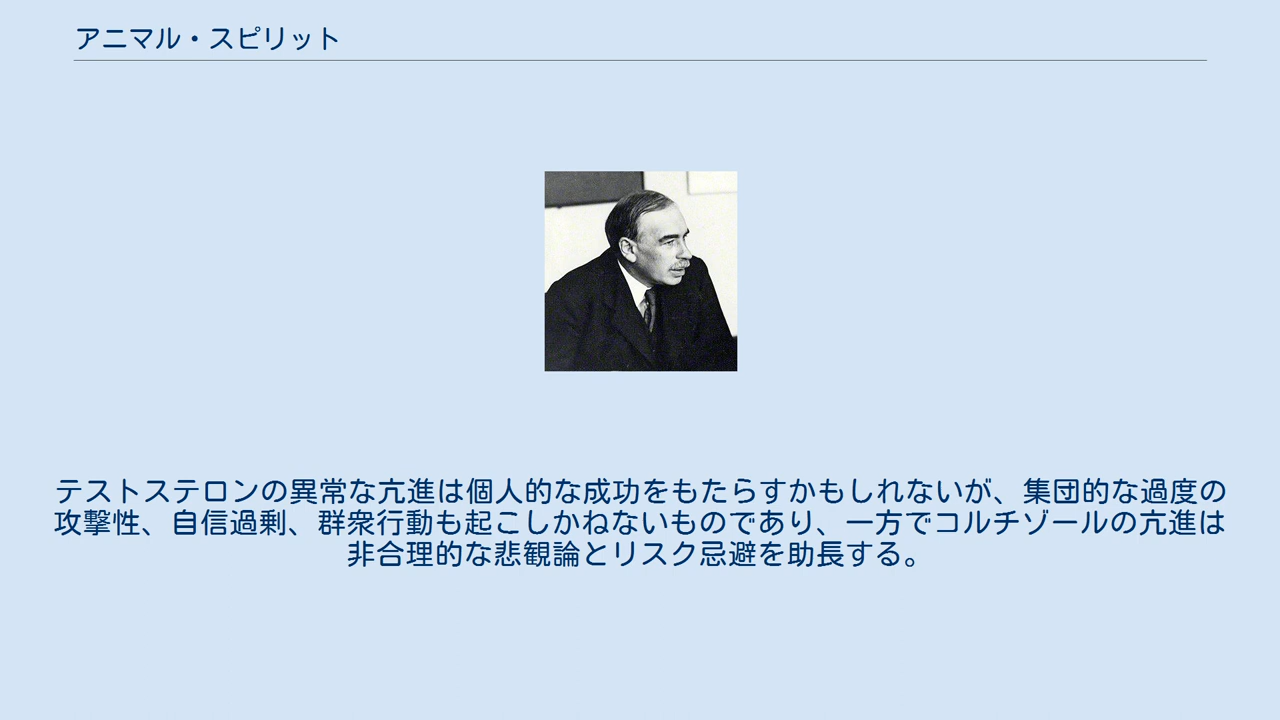 アニマル・スピリット
テストステロンの異常な亢進は個人的な成功をもたらすかもしれないが、集団的な過度の
攻撃性、自信過剰、群衆行動も起こしかねないものであり、一方でコルチゾールの亢進は
非合理的な悲観論とリスク忌避を助長する。